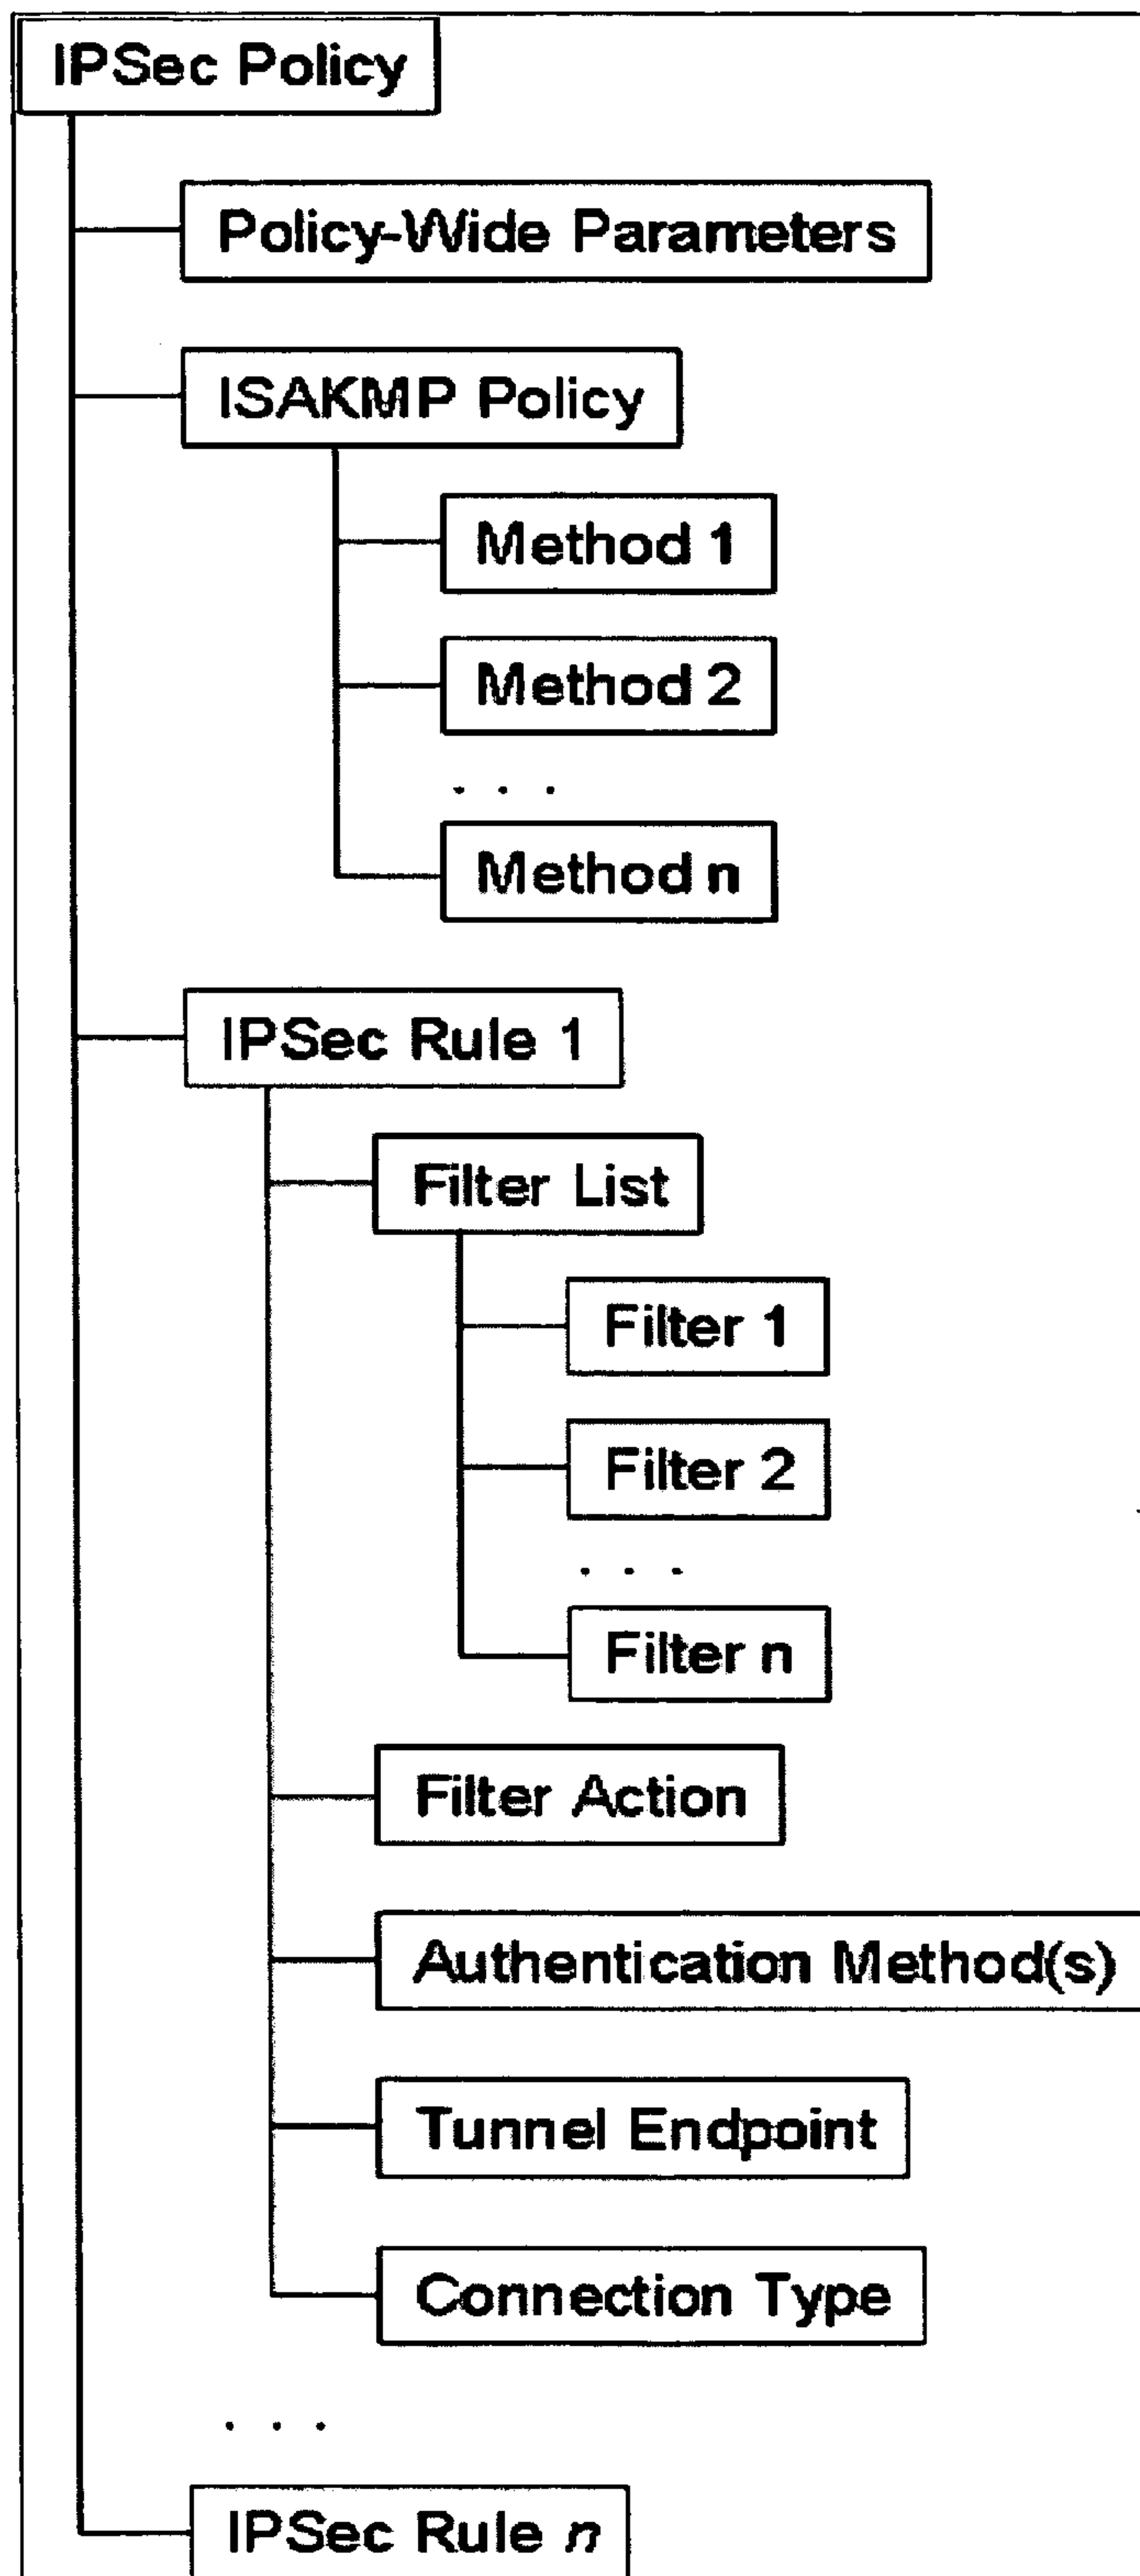 IPSec Policy
Policy-Wide Parameters
ISAKMP Policy
Method 1
Method 2
. . .
Method n
IPSec Rule 1
Filter List
Filter 1
Filter 2
. . .
Filter n
Filter Action
Authentication Method(s)
Tunnel Endpoint
Connection Type
. . .
IPSec Rule n